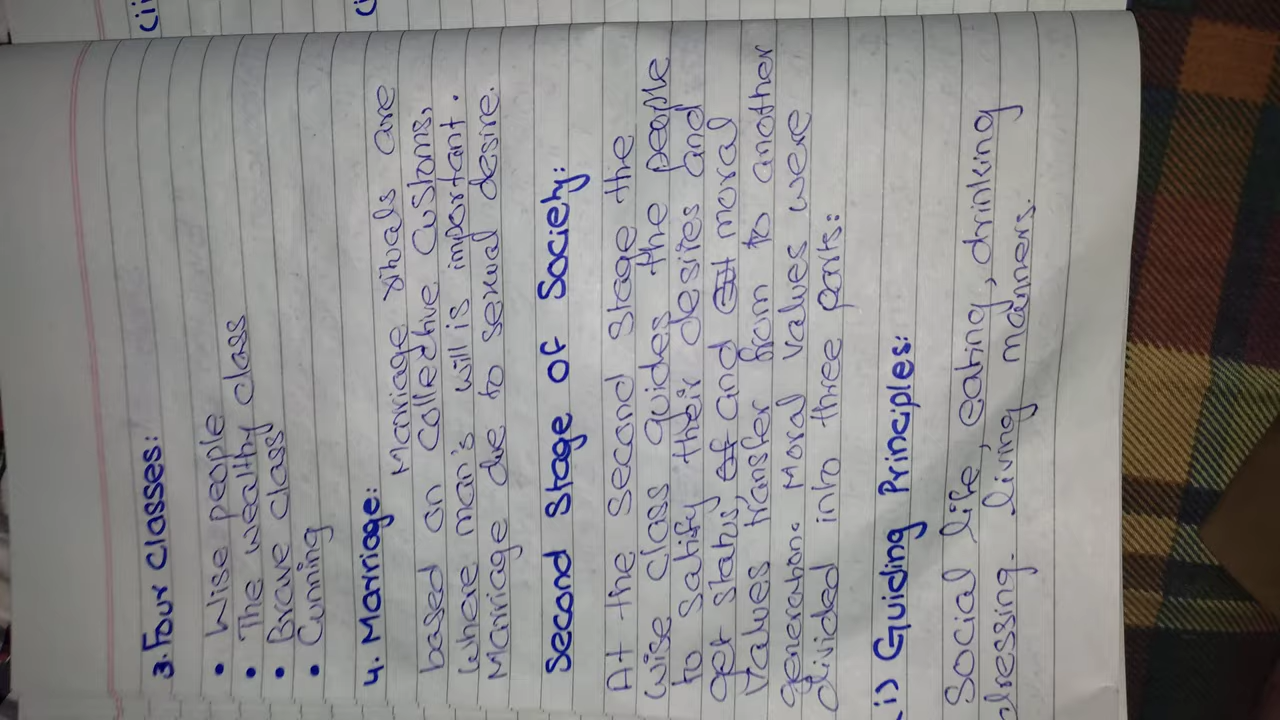 3. Four Classes:
• Wise people
• The wealthy class
• Brave class
• Cunning
4. Marriage:
Marriage rituals are
based on Collective Customs,
Where man's will is important.
Marriage due to sexual desire.
Second Stage of Society:
At the second stage the
wise class guides the people
to satify their desires and
get status, of and moral
Values transfer from to another
generation. Moral values were
divided into three parts:
(i) Guiding Principles:
Social life, eating, drinking
dressing. living manners.